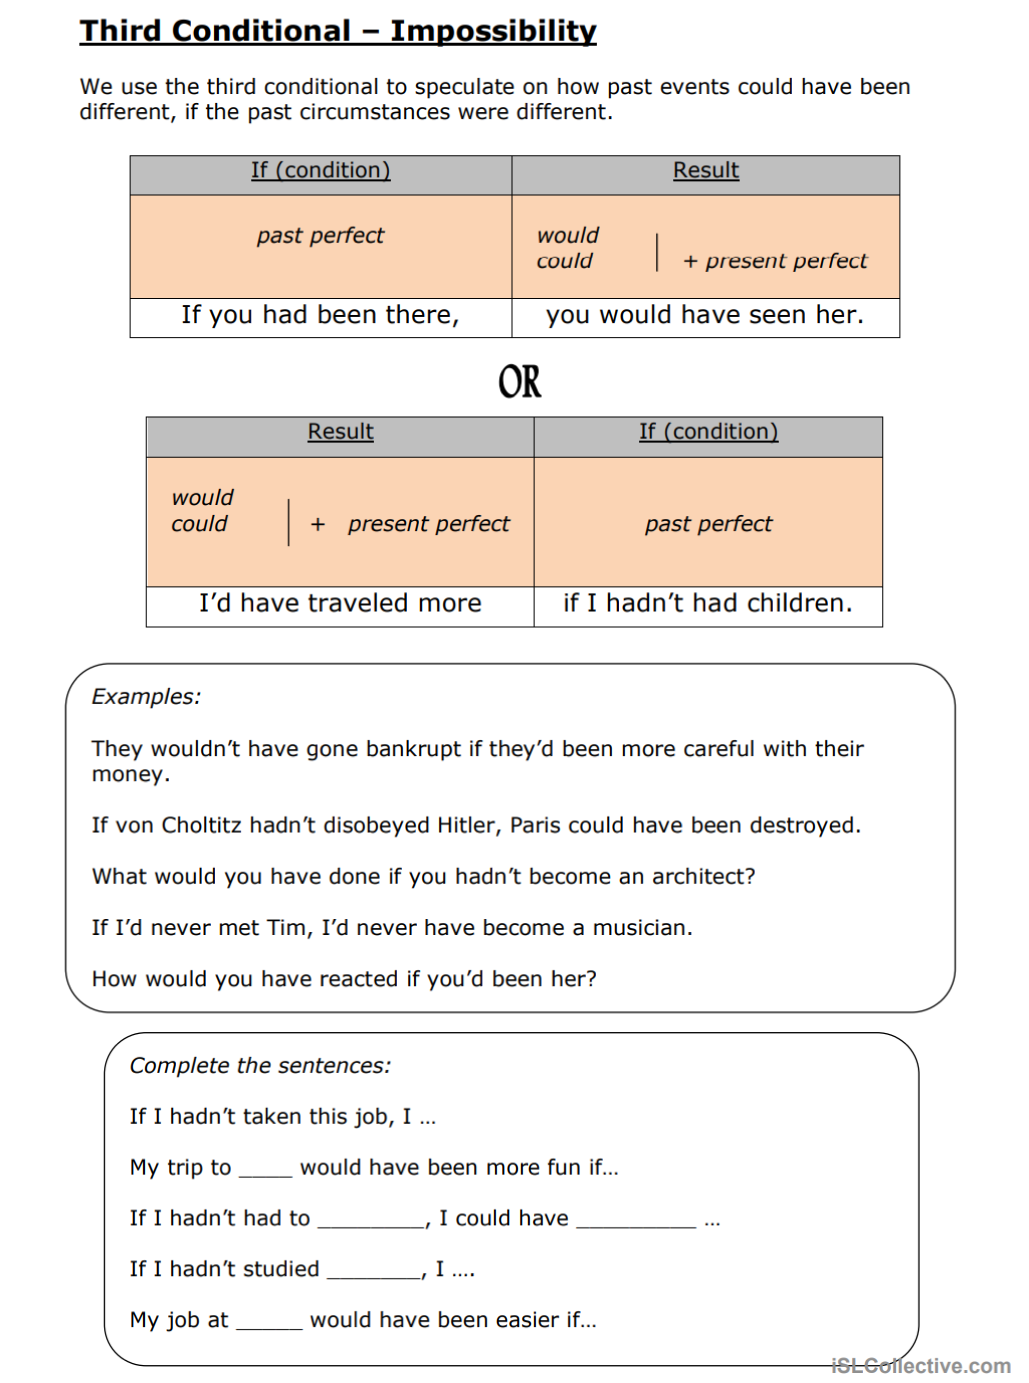 Third Conditional – Impossibility
We use the third conditional to speculate on how past events could have been
different, if the past circumstances were different.
If (condition) Result
past perfect would
could + present perfect
If you had been there, you would have seen her.
OR
Result If (condition)
would
could + present perfect past perfect
I’d have traveled more if I hadn’t had children.
Examples:
They wouldn’t have gone bankrupt if they’d been more careful with their
money.
If von Choltitz hadn’t disobeyed Hitler, Paris could have been destroyed.
What would you have done if you hadn’t become an architect?
If I’d never met Tim, I’d never have become a musician.
How would you have reacted if you’d been her?
Complete the sentences:
If I hadn’t taken this job, I …
My trip to ____ would have been more fun if…
If I hadn’t had to ________, I could have _________ …
If I hadn’t studied _______, I ….
My job at _____ would have been easier if…
iSLCollective.com